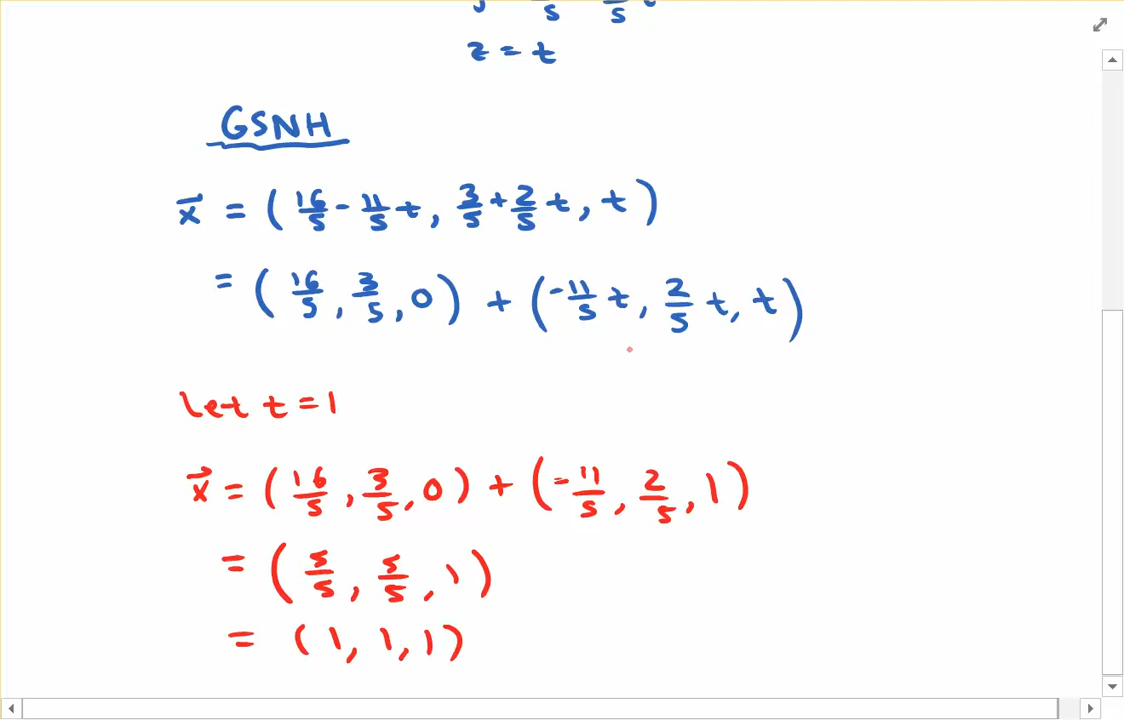 z = t
GSNH
x⃗ = (16/5 - 11/5 t, 3/5 + 2/5 t, t)
= (16/5, 3/5, 0) + (-11/5 t, 2/5 t, t)
let t = 1
x⃗ = (16/5, 3/5, 0) + (-11/5, 2/5, 1)
= (5/5, 5/5, 1)
= (1, 1, 1)